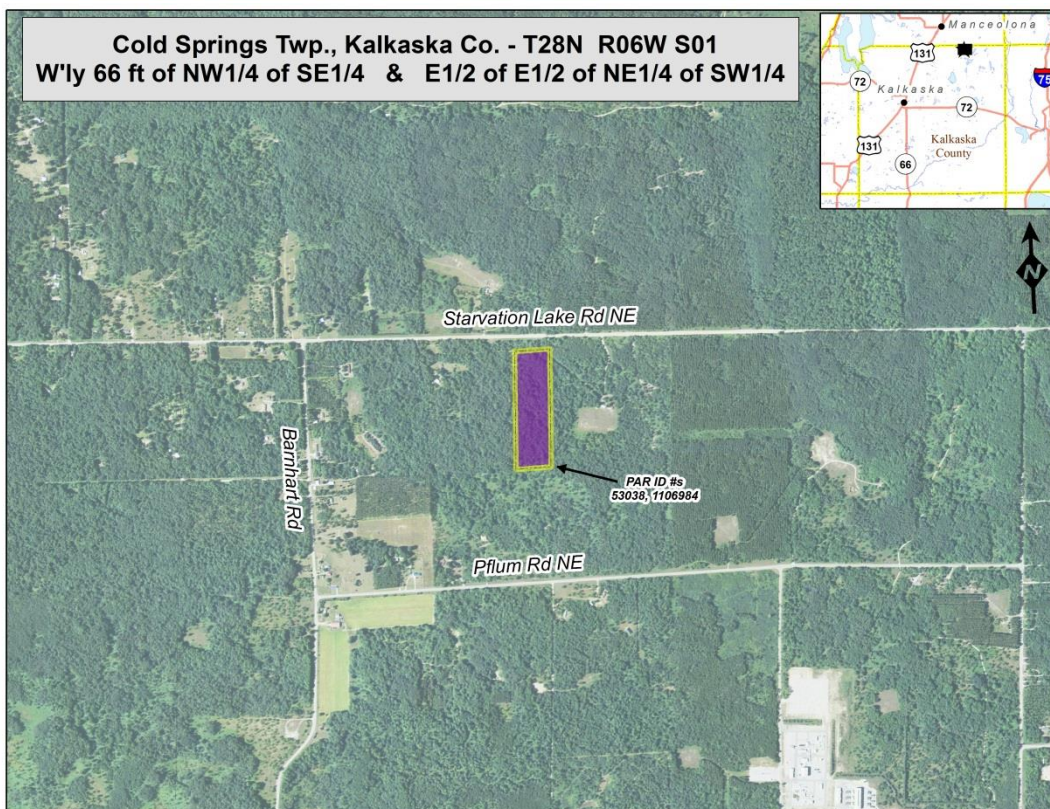 Cold Springs Twp., Kalkaska Co. - T28N R06W S01
W'ly 66 ft of NW1/4 of SE1/4 & E1/2 of E1/2 of NE1/4 of SW1/4
Mancelona
131
72
75
Kalkaska
72
131
66
Kalkaska
County
N
Starvation Lake Rd NE
Barnhart Rd
PAR ID #s
53038, 1106984
Pflum Rd NE